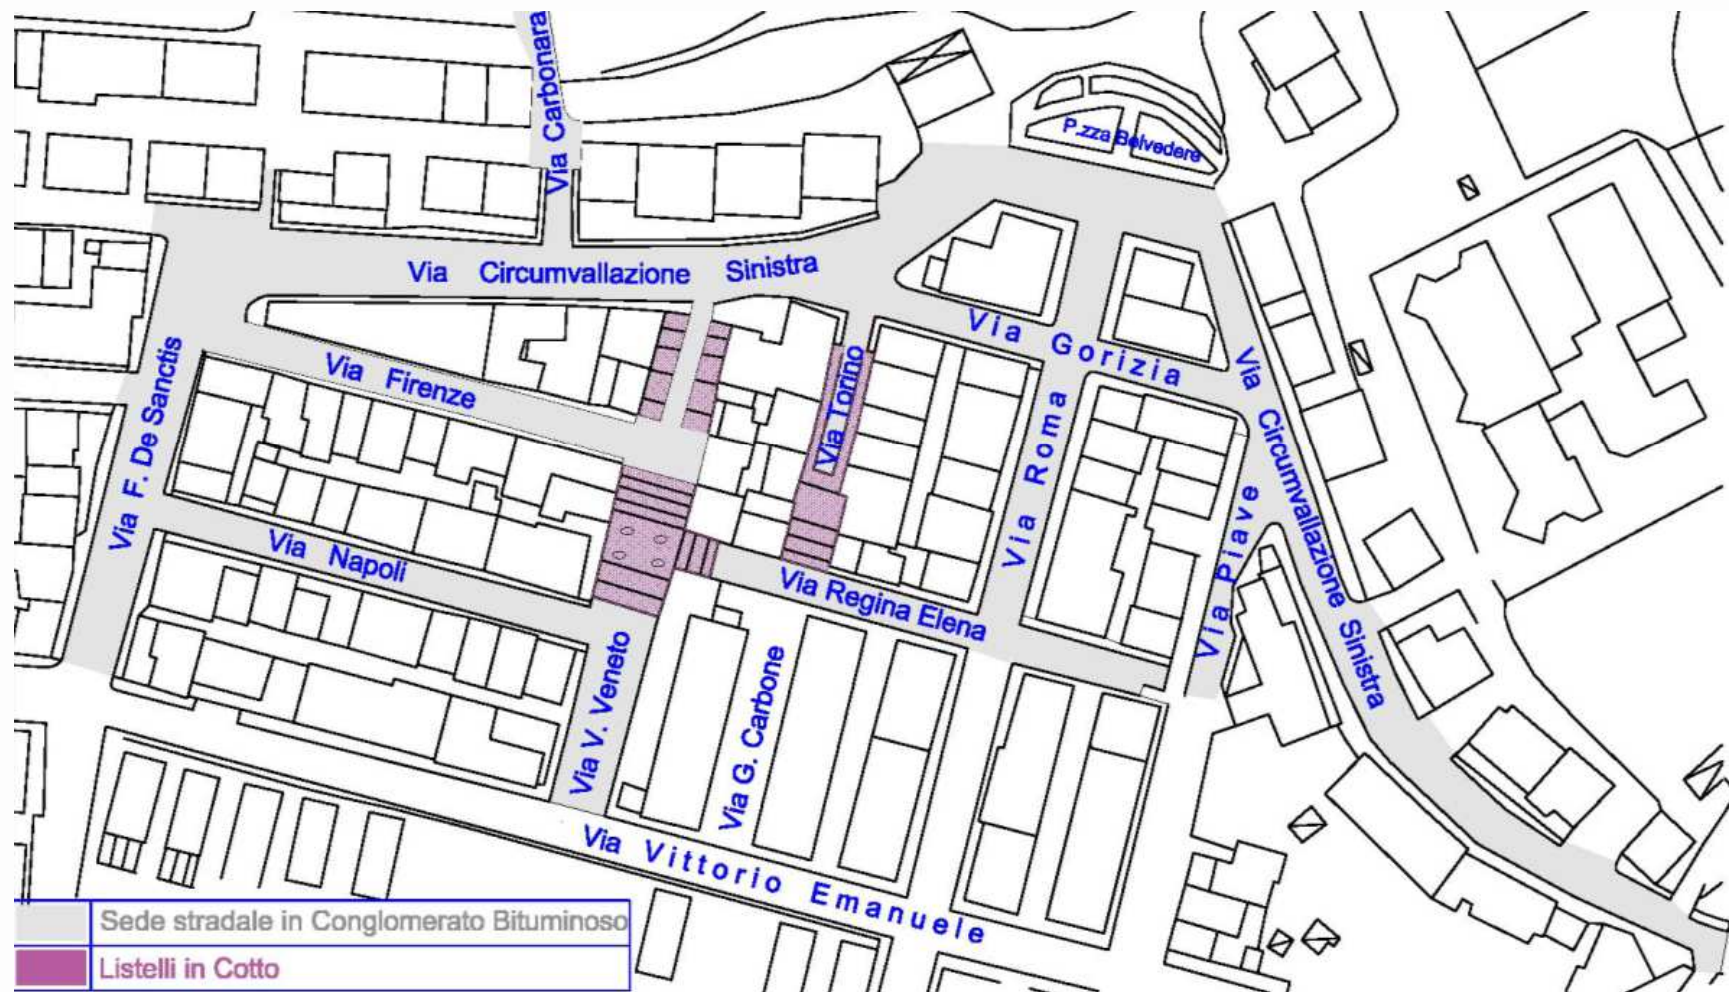 Via Carbonara
P.zza Belvedere
Via Circumvallazione Sinistra
Via Gorizia
Via F. De Sanctis
Via Firenze
Via Torino
Via Roma
Via Circumvallazione Sinistra
Via Piave
Via Napoli
Via Regina Elena
Via V. Veneto
Via G. Carbone
Via Vittorio Emanuele
Sede stradale in Conglomerato Bituminoso
Listelli in Cotto